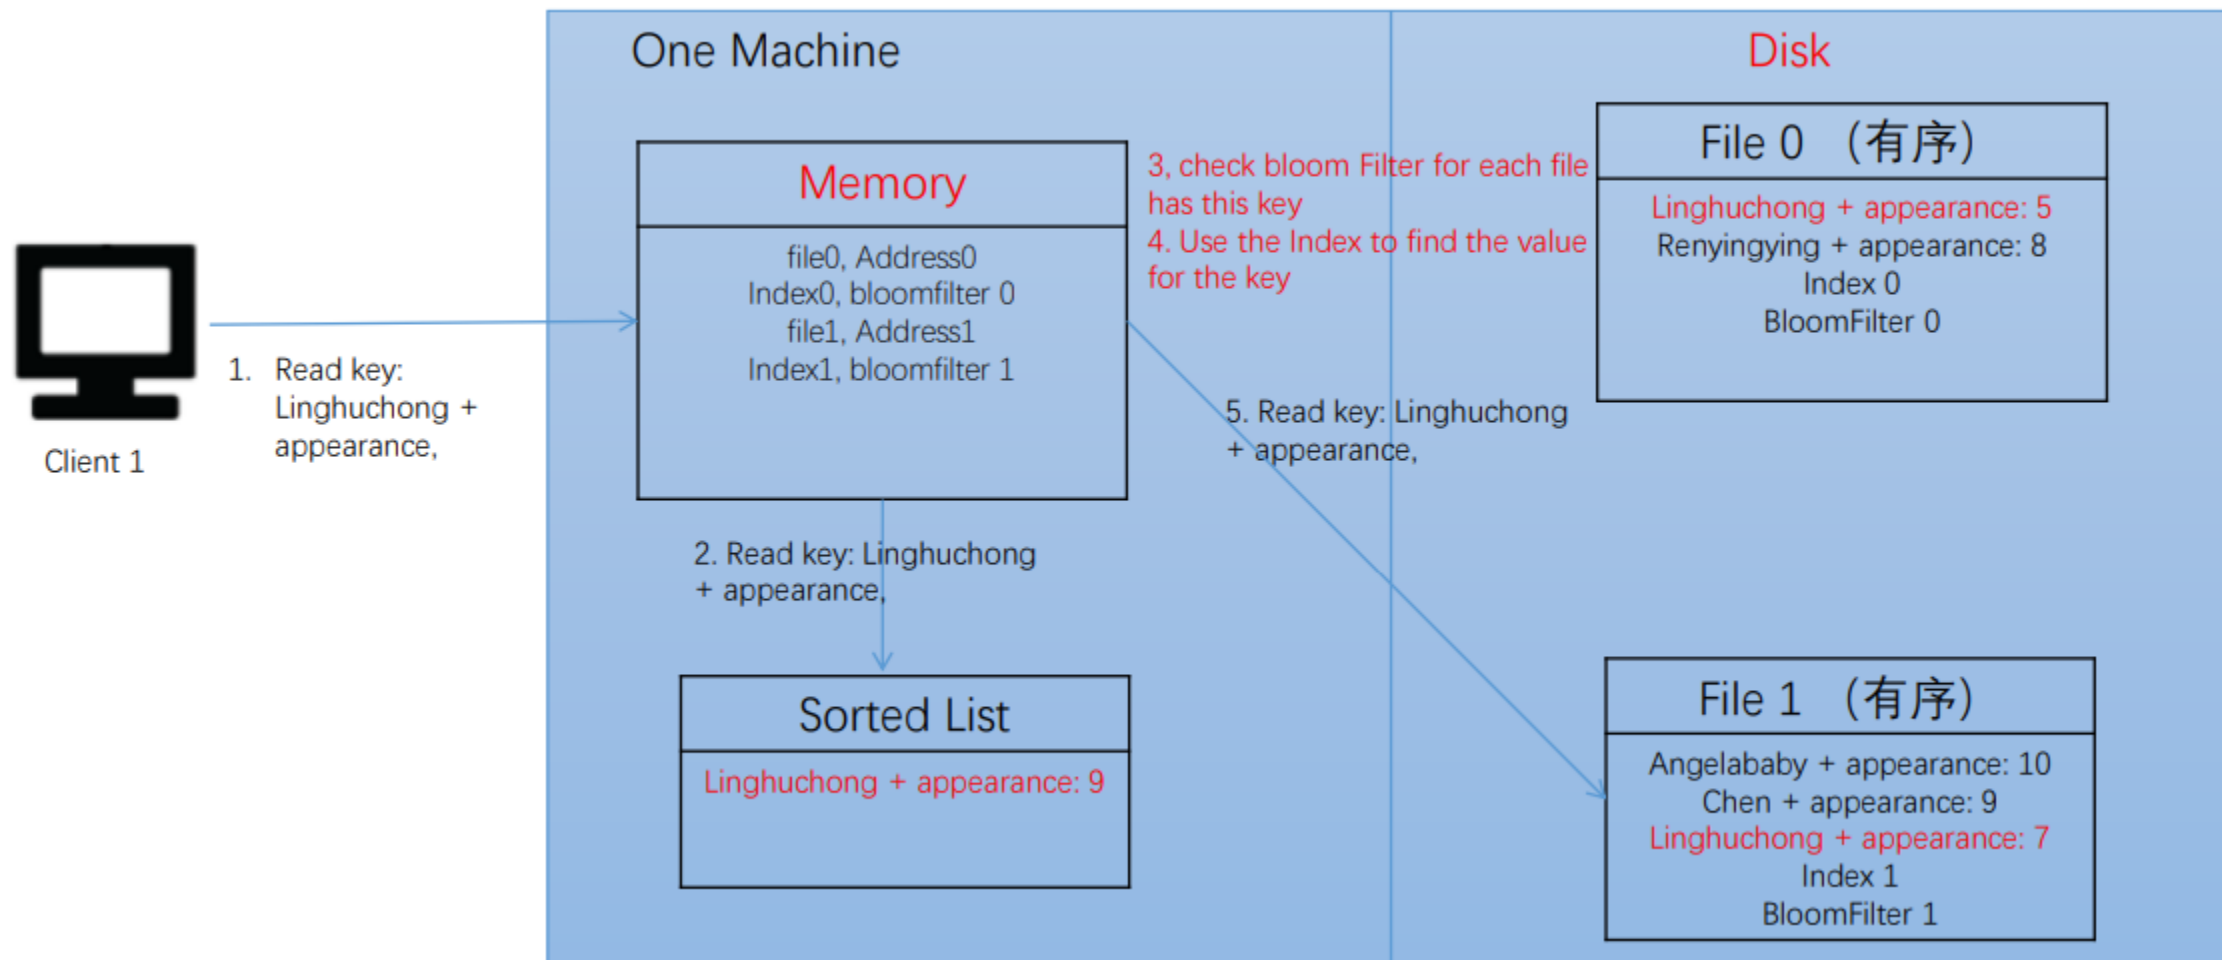 One Machine
Disk
Memory
file0, Address0
Index0, bloomfilter 0
file1, Address1
Index1, bloomfilter 1
3, check bloom Filter for each file
has this key
4. Use the Index to find the value
for the key
File 0 （有序）
Linghuchong + appearance: 5
Renyingying + appearance: 8
Index 0
BloomFilter 0
1. Read key:
Linghuchong +
appearance,
Client 1
5. Read key: Linghuchong
+ appearance,
2. Read key: Linghuchong
+ appearance,
Sorted List
Linghuchong + appearance: 9
File 1 （有序）
Angelababy + appearance: 10
Chen + appearance: 9
Linghuchong + appearance: 7
Index 1
BloomFilter 1